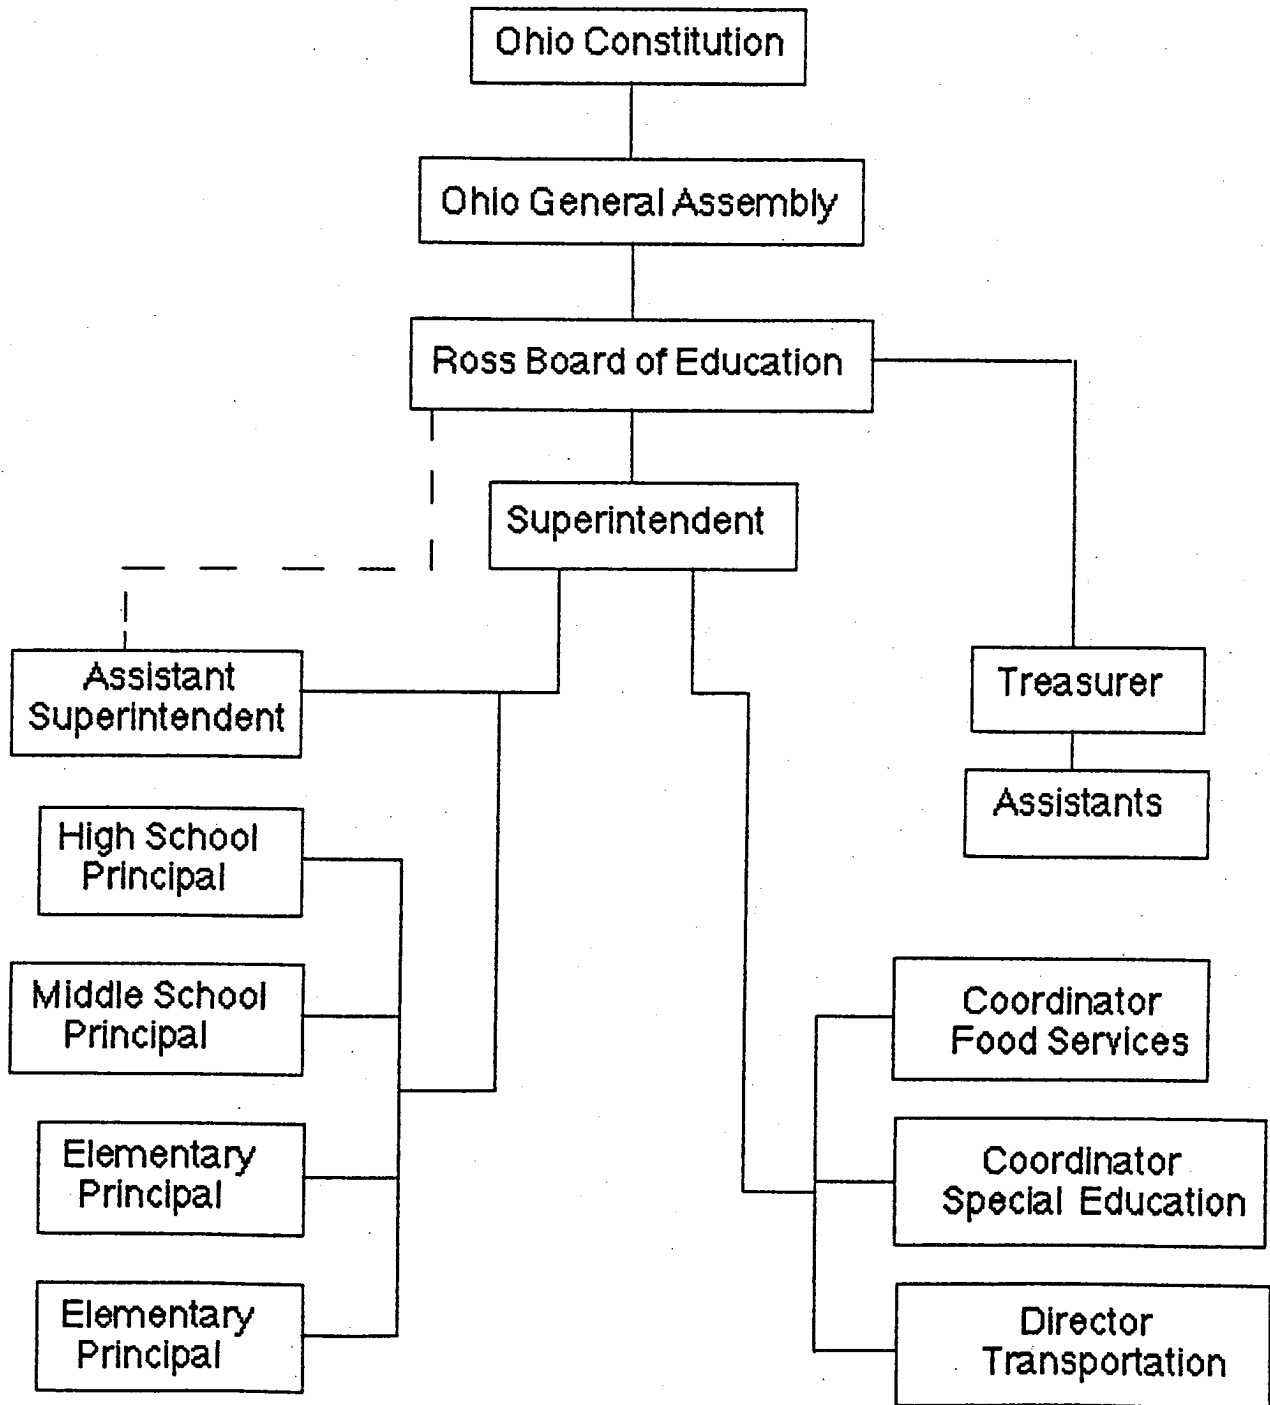 Ohio Constitution
Ohio General Assembly
Ross Board of Education
Superintendent
Assistant
Superintendent
Treasurer
Assistants
High School
Principal
Middle School
Principal
Elementary
Principal
Elementary
Principal
Coordinator
Food Services
Coordinator
Special Education
Director
Transportation